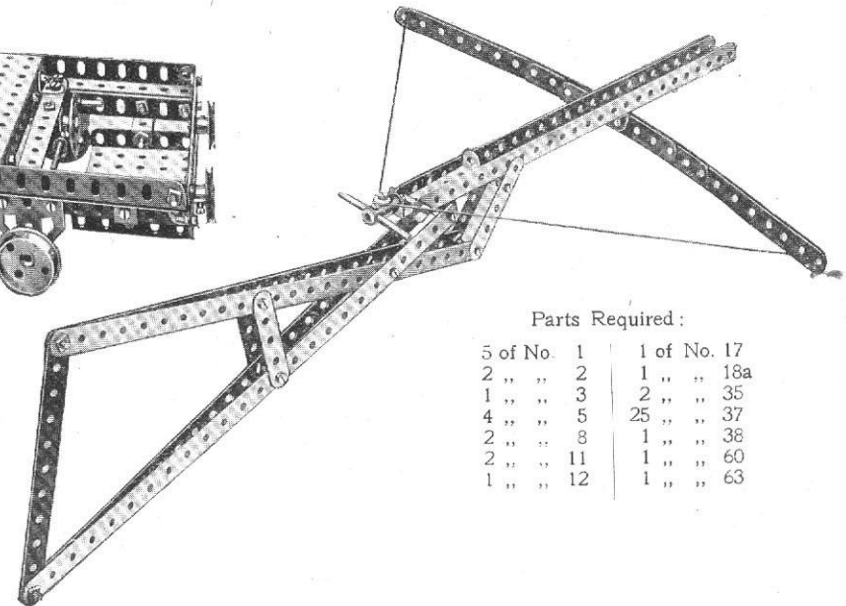 Parts Required :
5 of No. 1 1 of No. 17
2 ,, ,, 2 1 ,, ,, 18a
1 ,, ,, 3 2 ,, ,, 35
4 ,, ,, 5 25 ,, ,, 37
2 ,, ,, 8 1 ,, ,, 38
2 ,, ,, 11 1 ,, ,, 60
1 ,, ,, 12 1 ,, ,, 63